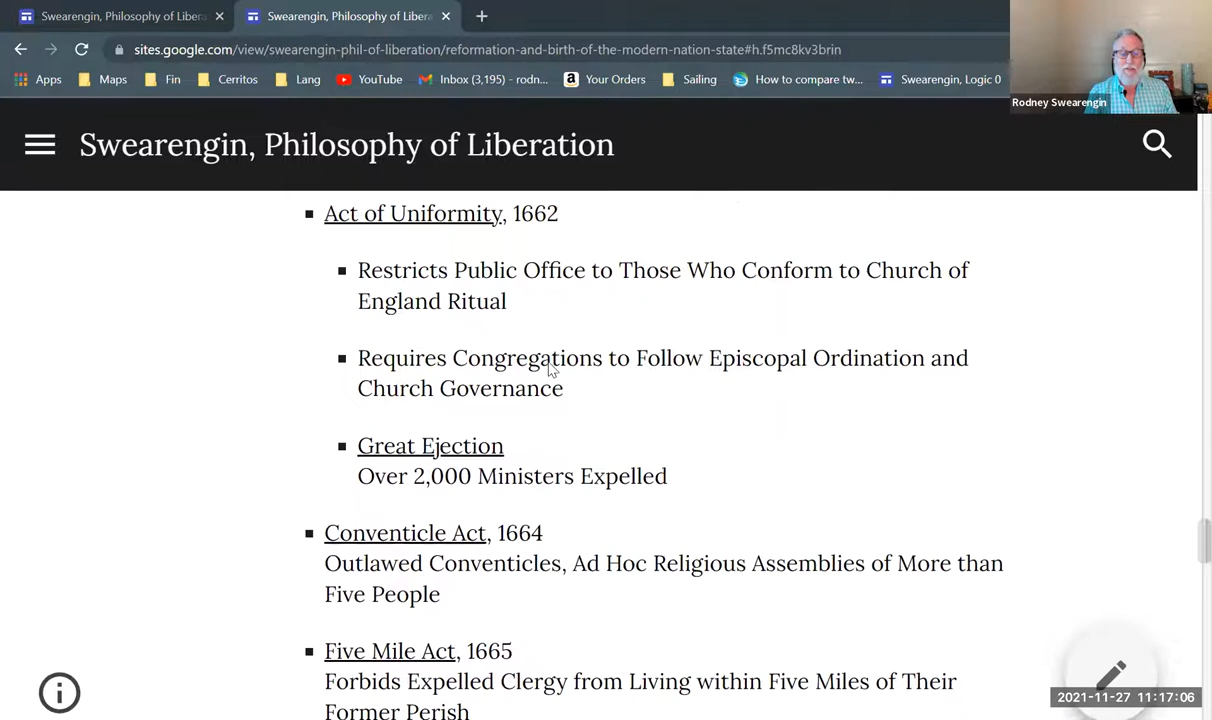 Swearengin, Philosophy of Libera
Swearengin, Philosophy of Libera
sites.google.com/view/swearengin-phil-of-liberation/reformation-and-birth-of-the-modern-nation-state#h.f5mc8kv3brin
Apps Maps Fin Cerritos Lang YouTube Inbox (3,195) - rodn... Your Orders Sailing How to compare tw... Swearengin, Logic 0
Rodney Swearengin
Swearengin, Philosophy of Liberation
Act of Uniformity, 1662
Restricts Public Office to Those Who Conform to Church of
England Ritual
Requires Congregations to Follow Episcopal Ordination and
Church Governance
Great Ejection
Over 2,000 Ministers Expelled
Conventicle Act, 1664
Outlawed Conventicles, Ad Hoc Religious Assemblies of More than
Five People
Five Mile Act, 1665
Forbids Expelled Clergy from Living within Five Miles of Their
Former Perish
2021-11-27 11:17:06